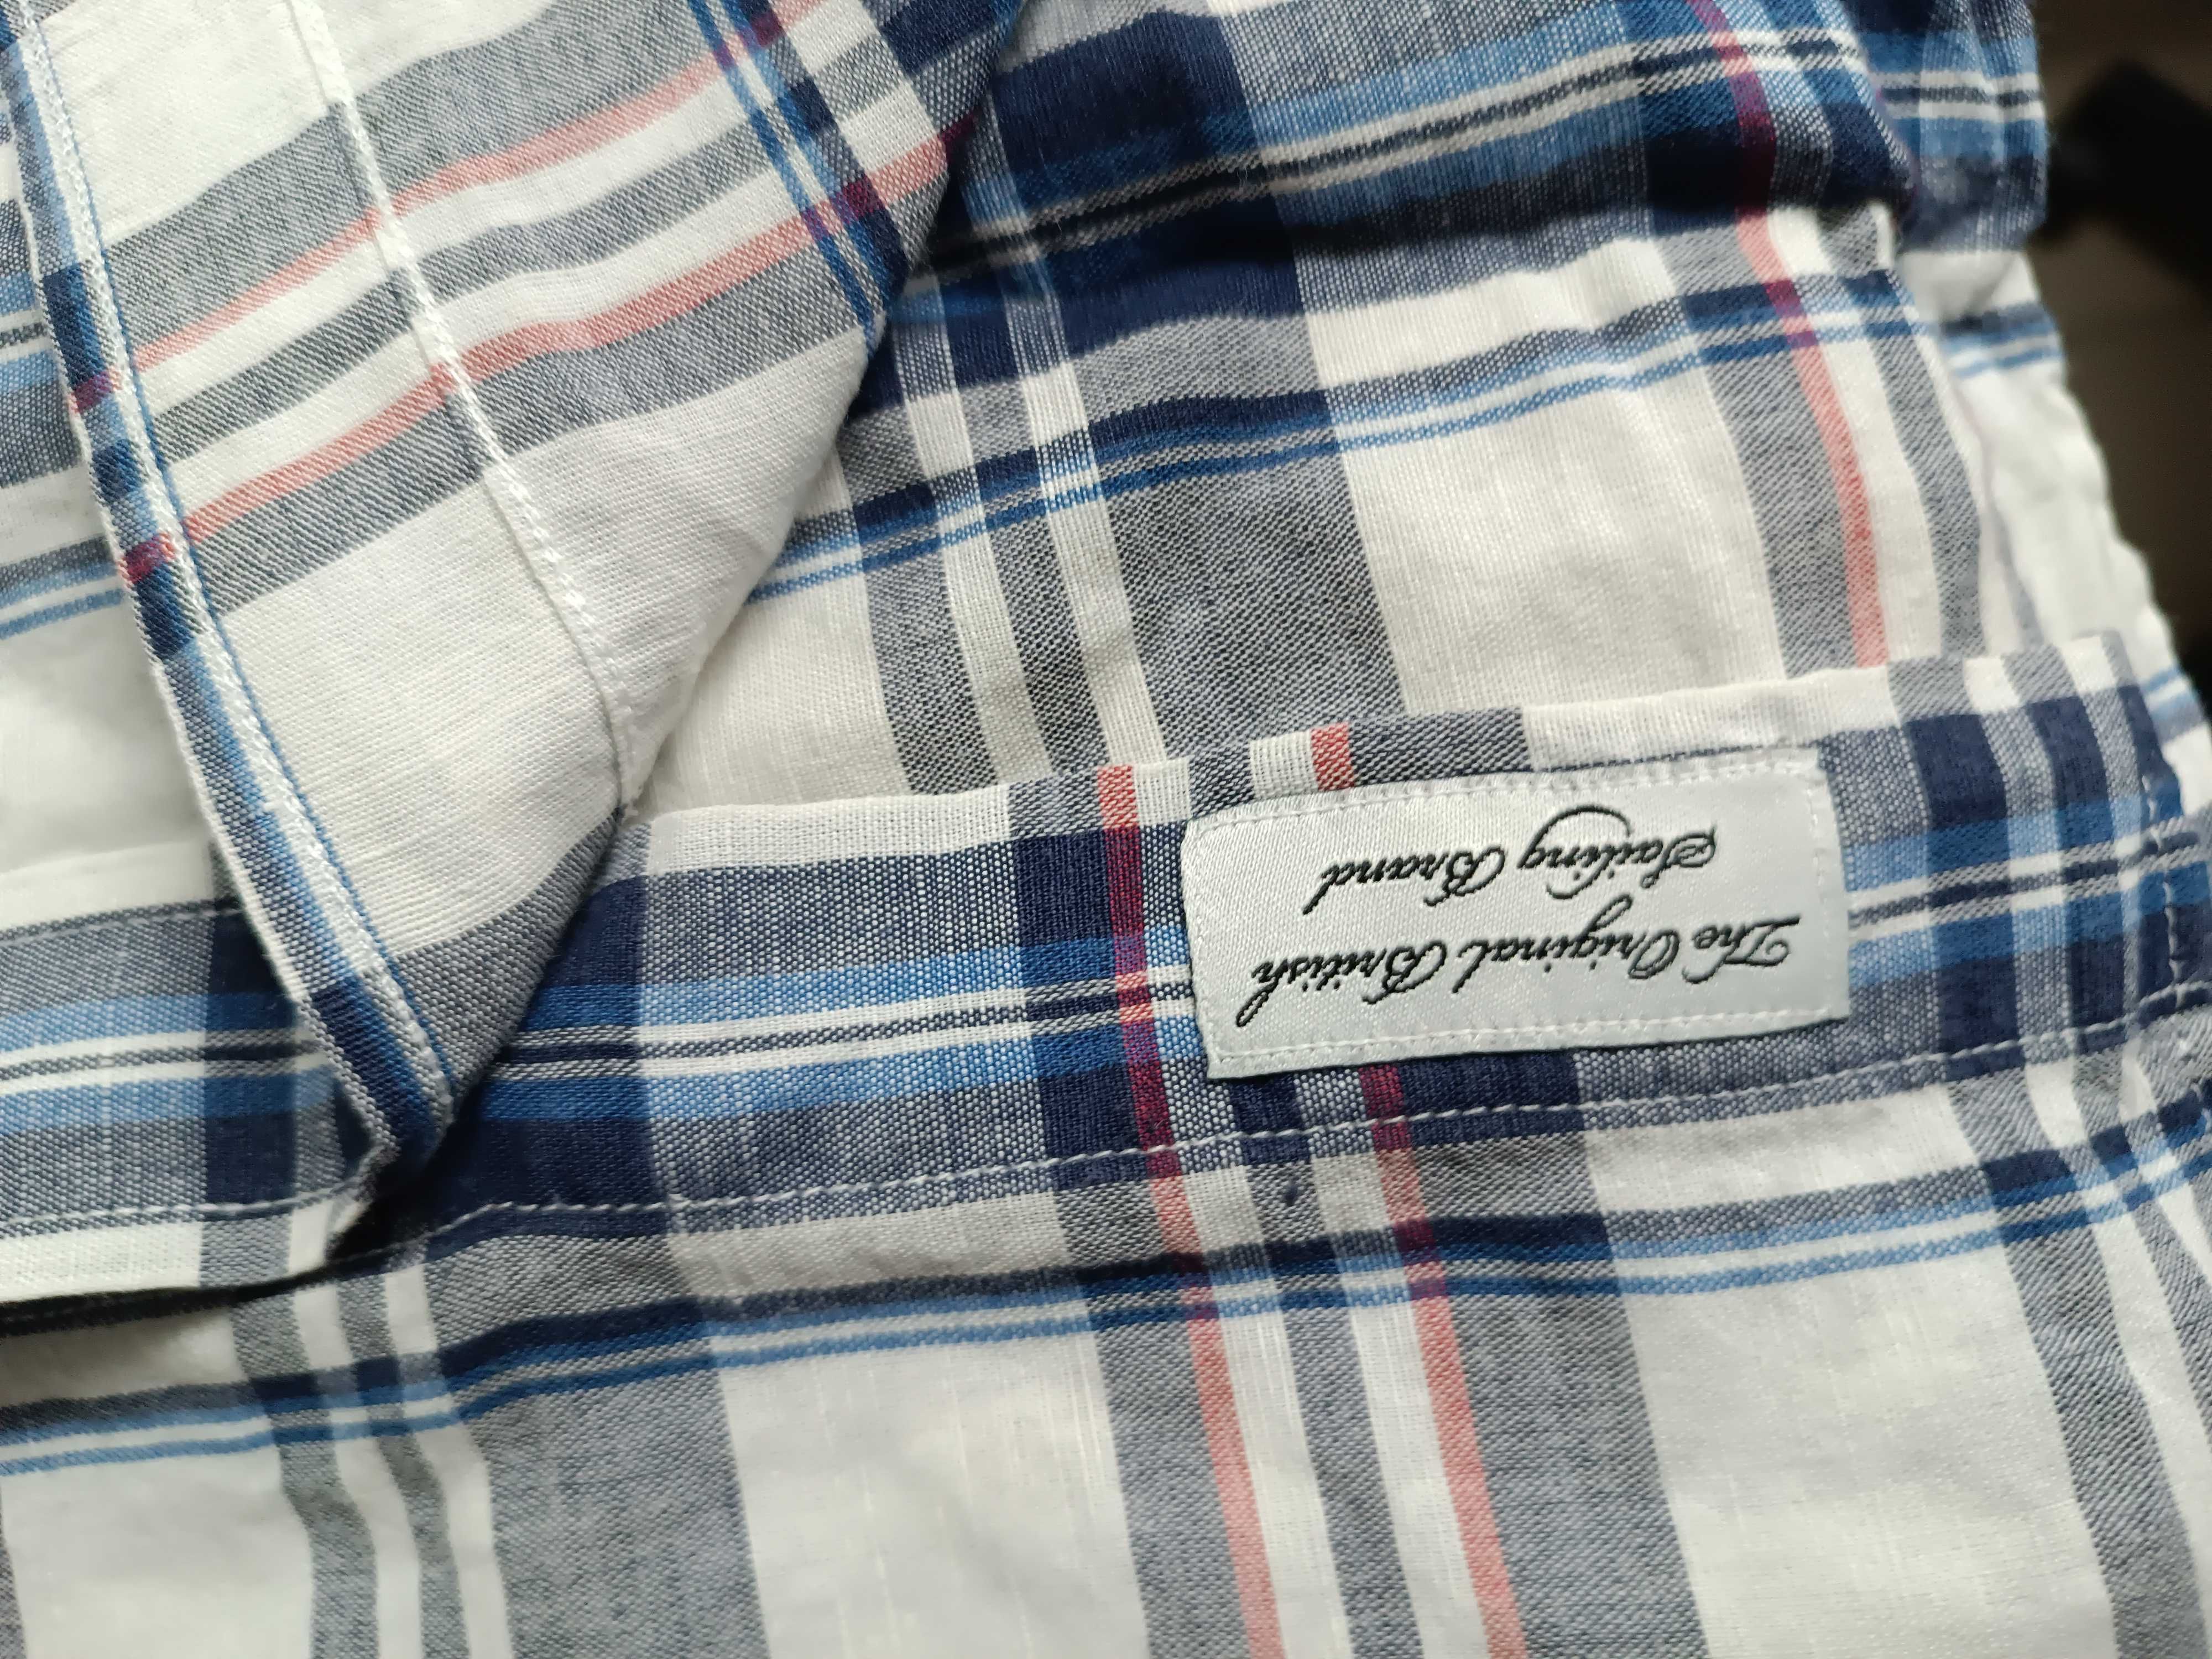 The Original British
Sailing Brand